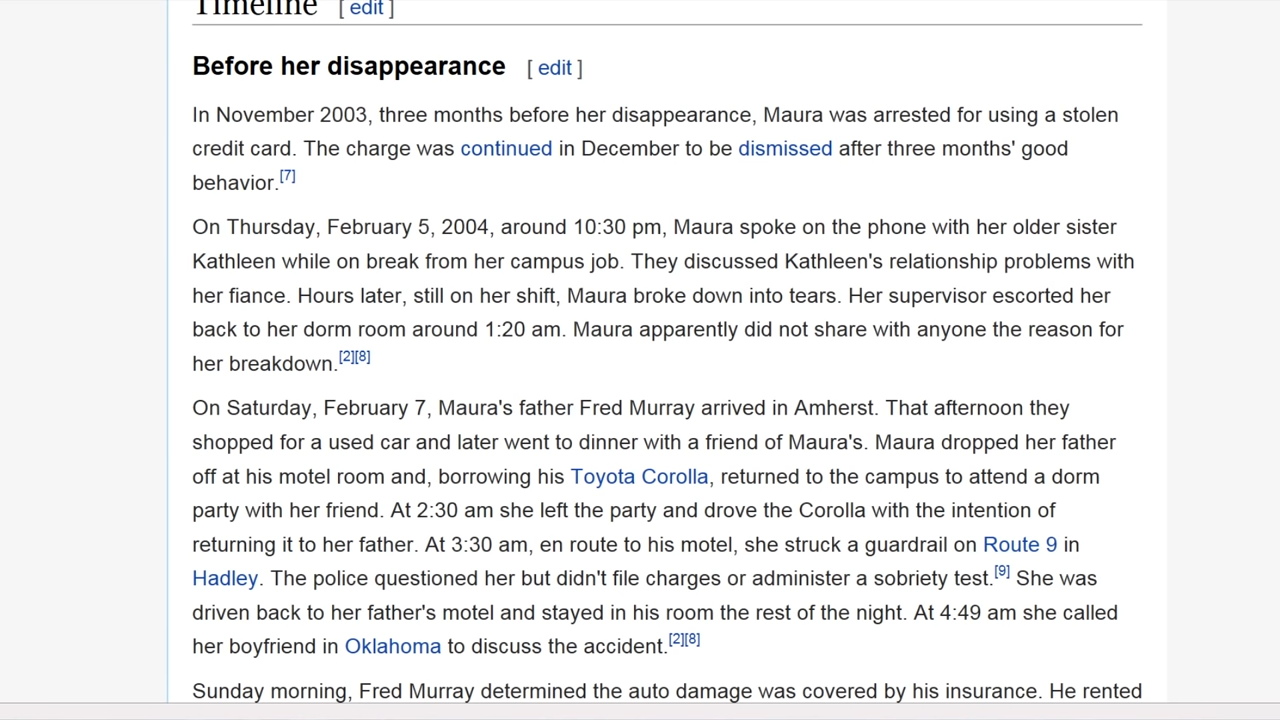 Timeline [ edit ]
Before her disappearance [ edit ]
In November 2003, three months before her disappearance, Maura was arrested for using a stolen
credit card. The charge was continued in December to be dismissed after three months' good
behavior.[7]
On Thursday, February 5, 2004, around 10:30 pm, Maura spoke on the phone with her older sister
Kathleen while on break from her campus job. They discussed Kathleen's relationship problems with
her fiance. Hours later, still on her shift, Maura broke down into tears. Her supervisor escorted her
back to her dorm room around 1:20 am. Maura apparently did not share with anyone the reason for
her breakdown.[2][8]
On Saturday, February 7, Maura's father Fred Murray arrived in Amherst. That afternoon they
shopped for a used car and later went to dinner with a friend of Maura's. Maura dropped her father
off at his motel room and, borrowing his Toyota Corolla, returned to the campus to attend a dorm
party with her friend. At 2:30 am she left the party and drove the Corolla with the intention of
returning it to her father. At 3:30 am, en route to his motel, she struck a guardrail on Route 9 in
Hadley. The police questioned her but didn't file charges or administer a sobriety test.[9] She was
driven back to her father's motel and stayed in his room the rest of the night. At 4:49 am she called
her boyfriend in Oklahoma to discuss the accident.[2][8]
Sunday morning, Fred Murray determined the auto damage was covered by his insurance. He rented